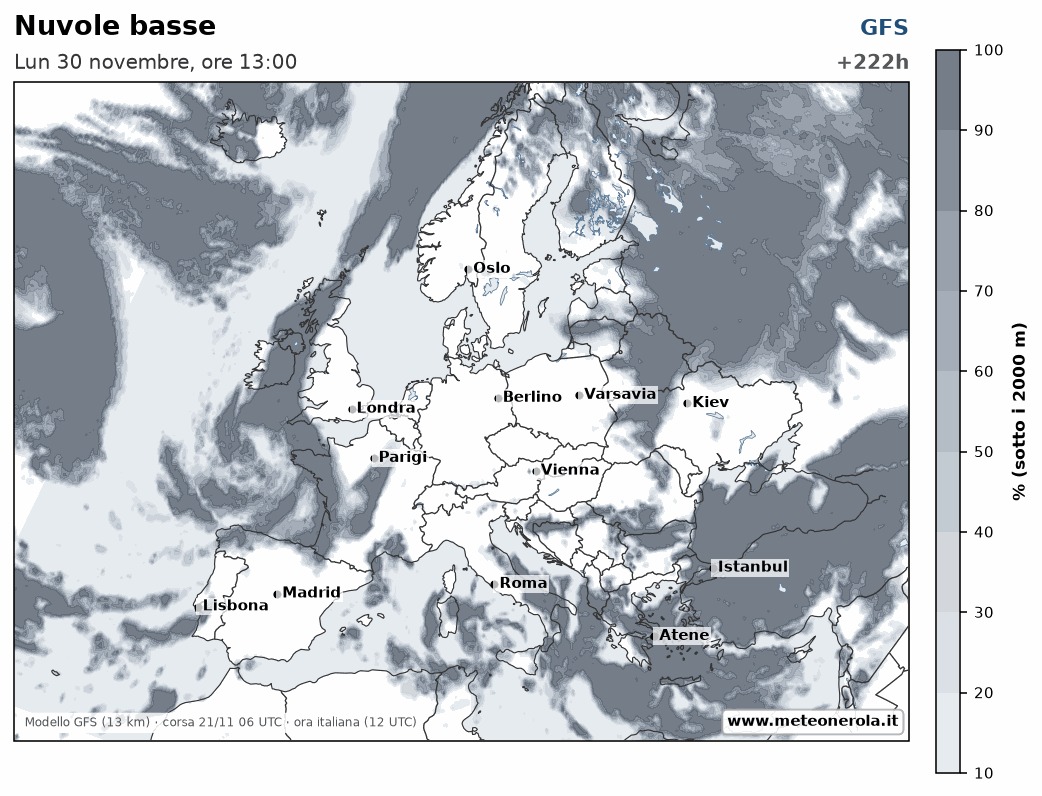 Nuvole basse
GFS
Lun 30 novembre, ore 13:00
+222h
100
90
80
70
60
50
40
30
20
10
% (sotto i 2000 m)
Oslo
Londra
Berlino
Varsavia
Kiev
Parigi
Vienna
Istanbul
Roma
Madrid
Lisbona
Atene
Modello GFS (13 km) · corsa 21/11 06 UTC · ora italiana (12 UTC)
www.meteonerola.it